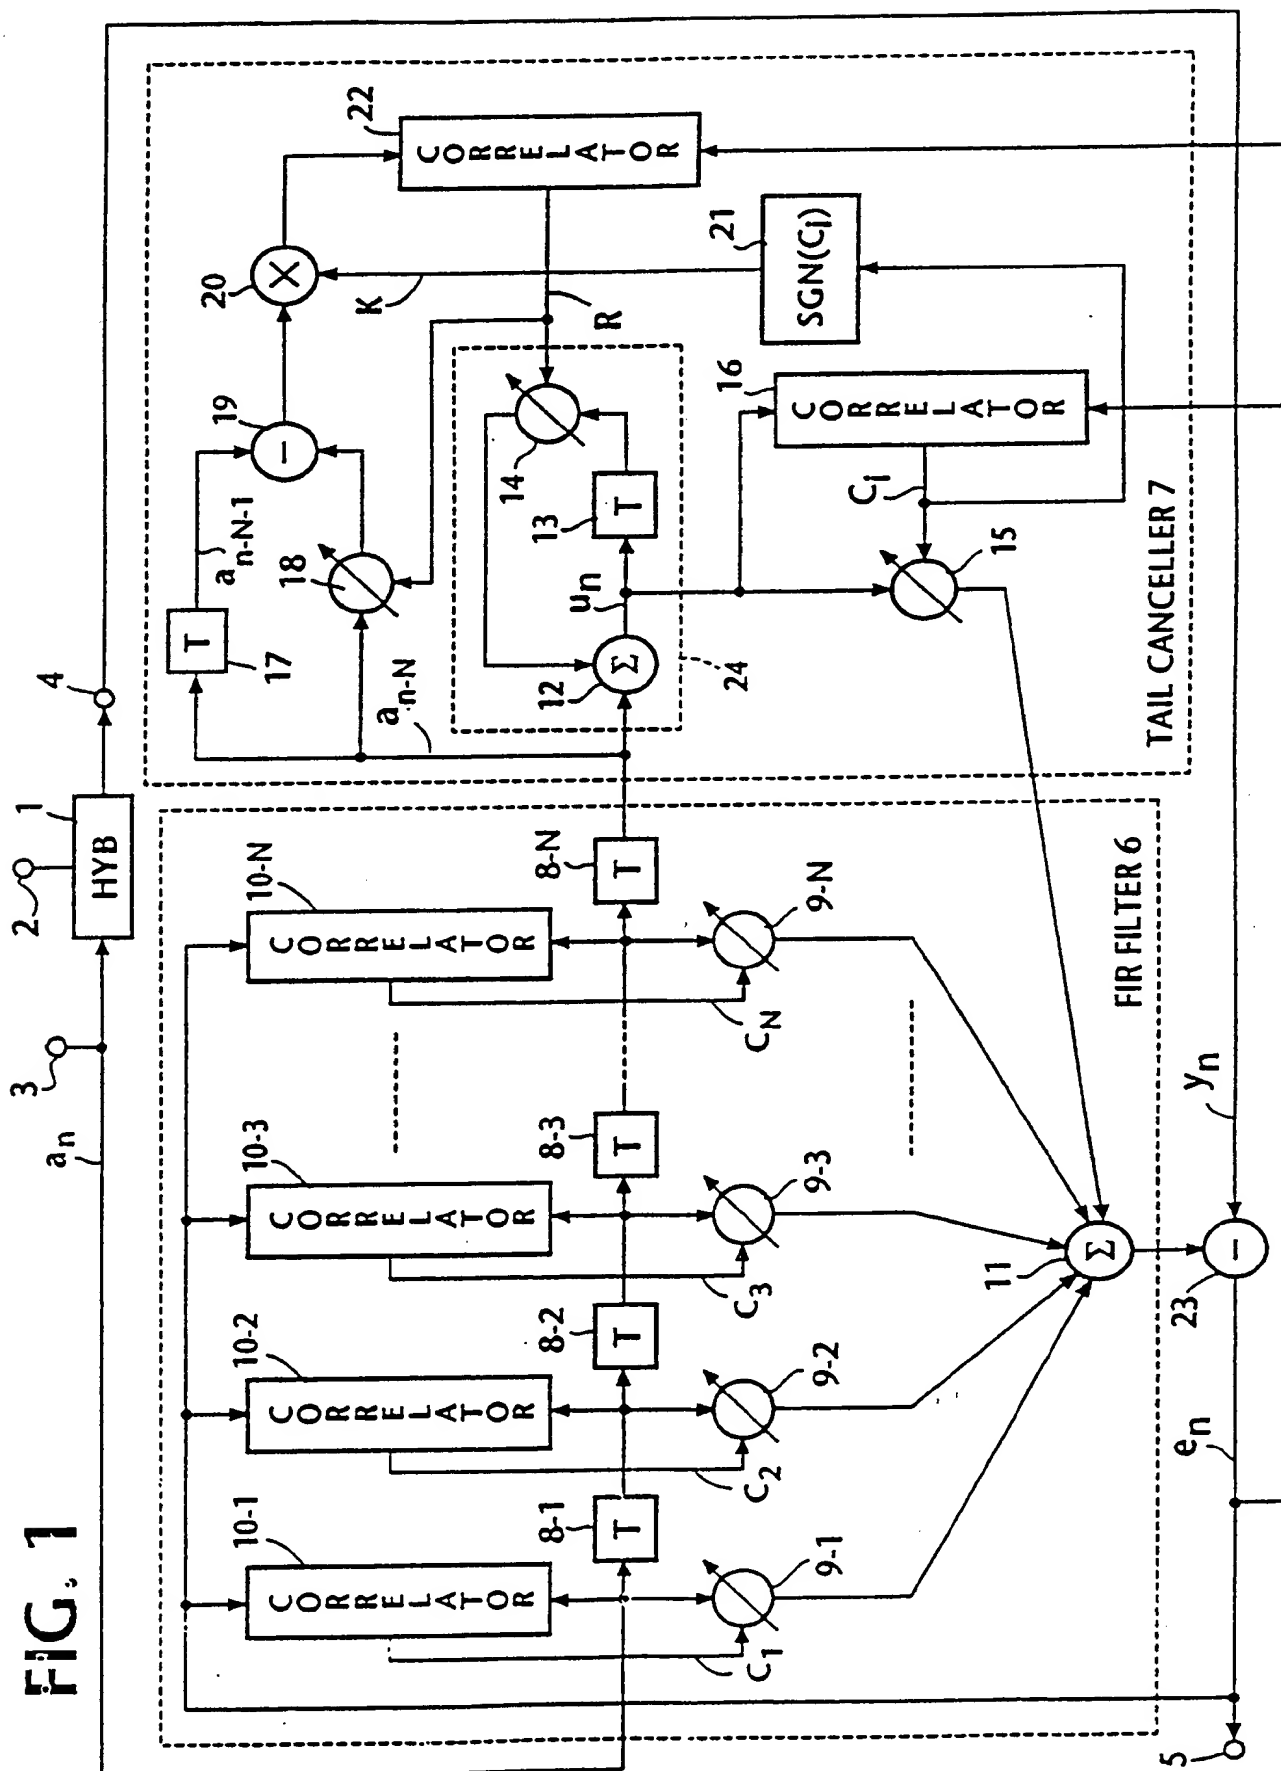 FIG. 1
a_n
3
2
1
HYB
4
10-1
CORRELATOR
10-2
CORRELATOR
10-3
CORRELATOR
10-N
CORRELATOR
C_1
C_2
C_3
C_N
8-1
T
8-2
T
8-3
T
8-N
T
9-1
9-2
9-3
9-N
11
Σ
FIR FILTER 6
T
17
a_n-N-1
18
19
−
20
X
22
CORRELATOR
K
R
a_n-N
12
Σ
u_n
13
T
14
24
16
CORRELATOR
21
SGN(C_i)
C_i
15
TAIL CANCELLER 7
5
e_n
23
−
y_n